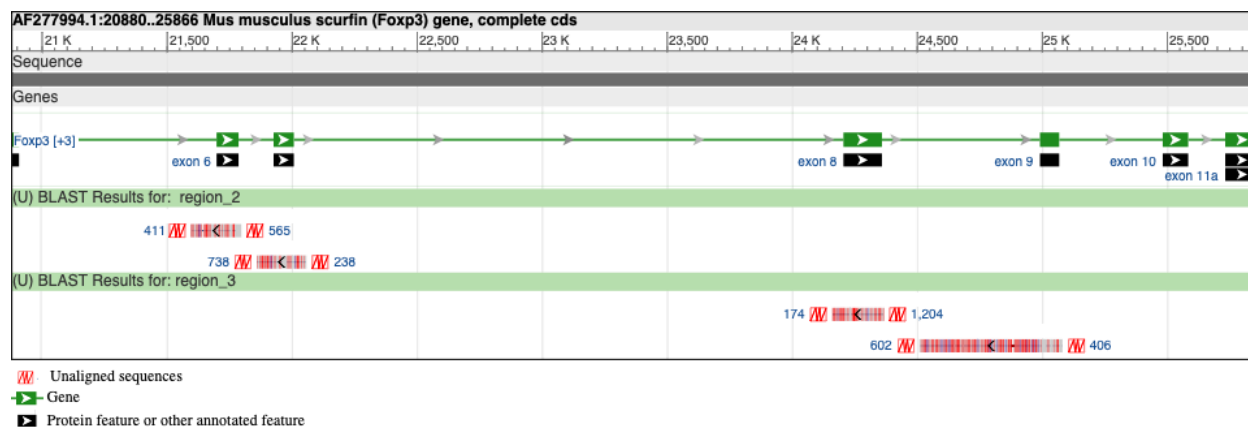 AF277994.1:20880..25866 Mus musculus scurfin (Foxp3) gene, complete cds
21 K 21,500 22 K 22,500 23 K 23,500 24 K 24,500 25 K 25,500
Sequence
Genes
Foxp3 [+3]
exon 6 exon 8 exon 9 exon 10
exon 11a
(U) BLAST Results for: region_2
411 565
738 238
(U) BLAST Results for: region_3
174 1,204
602 406
Unaligned sequences
Gene
Protein feature or other annotated feature